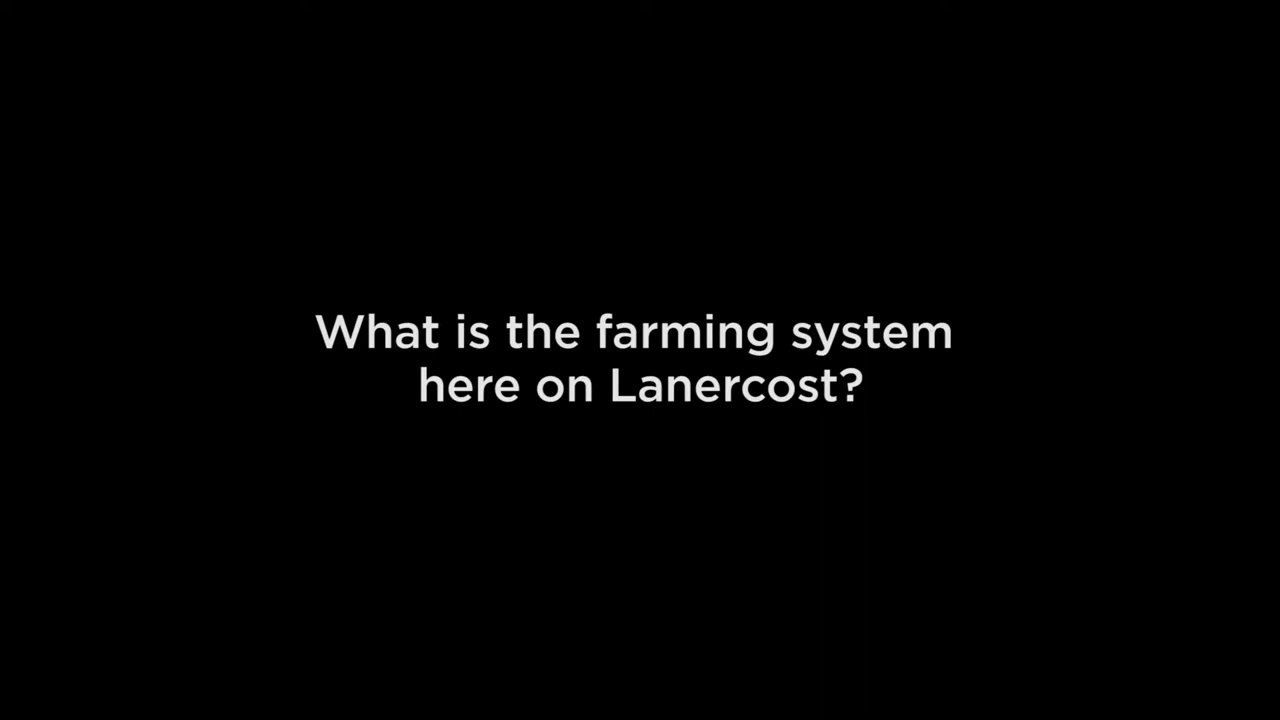 What is the farming system
here on Lanercost?